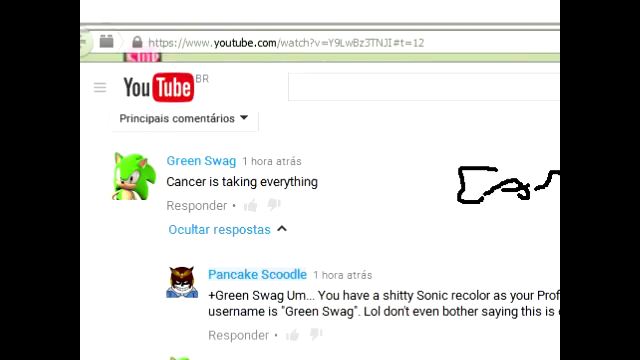 https://www.youtube.com/watch?v=Y9LwBz3TNJI#t=12
YouTube BR
Principais comentários
Green Swag 1 hora atrás
Cancer is taking everything
Responder •
Ocultar respostas
Pancake Scoodle 1 hora atrás
+Green Swag Um... You have a shitty Sonic recolor as your Prof
username is "Green Swag". Lol don't even bother saying this is
Responder •